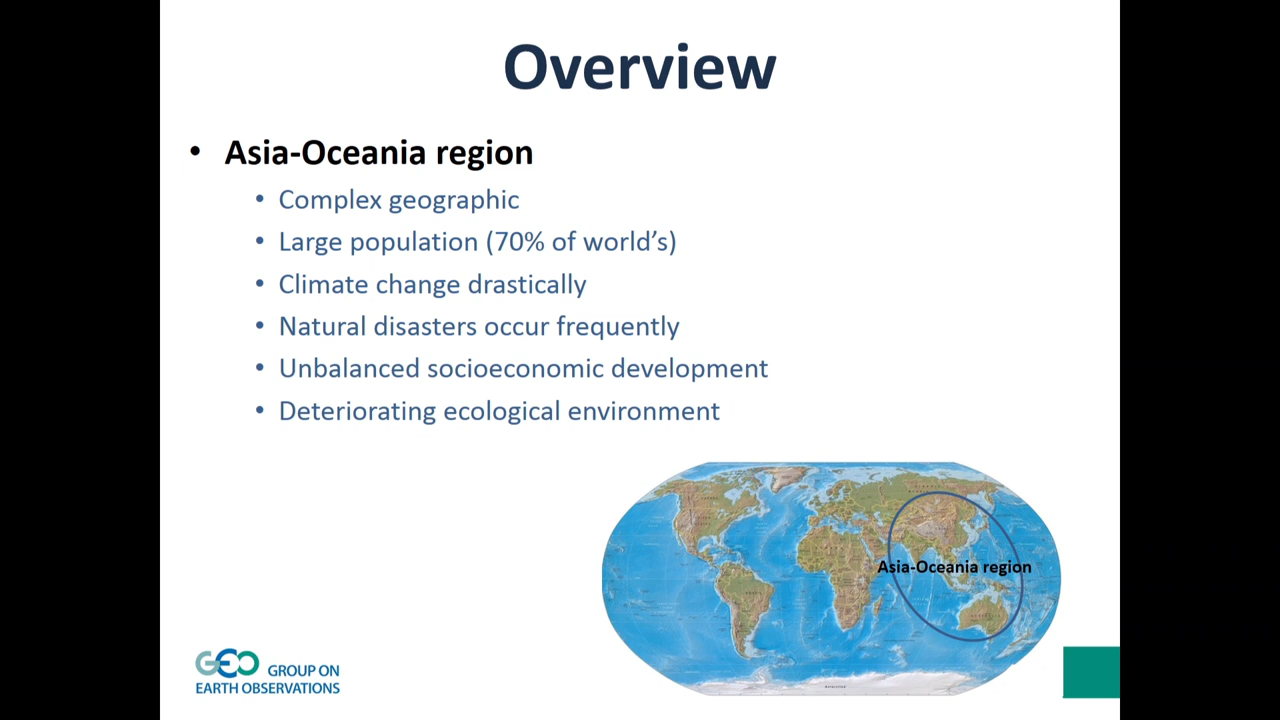 Overview
• Asia-Oceania region
• Complex geographic
• Large population (70% of world’s)
• Climate change drastically
• Natural disasters occur frequently
• Unbalanced socioeconomic development
• Deteriorating ecological environment
Asia-Oceania region
GEO GROUP ON
EARTH OBSERVATIONS